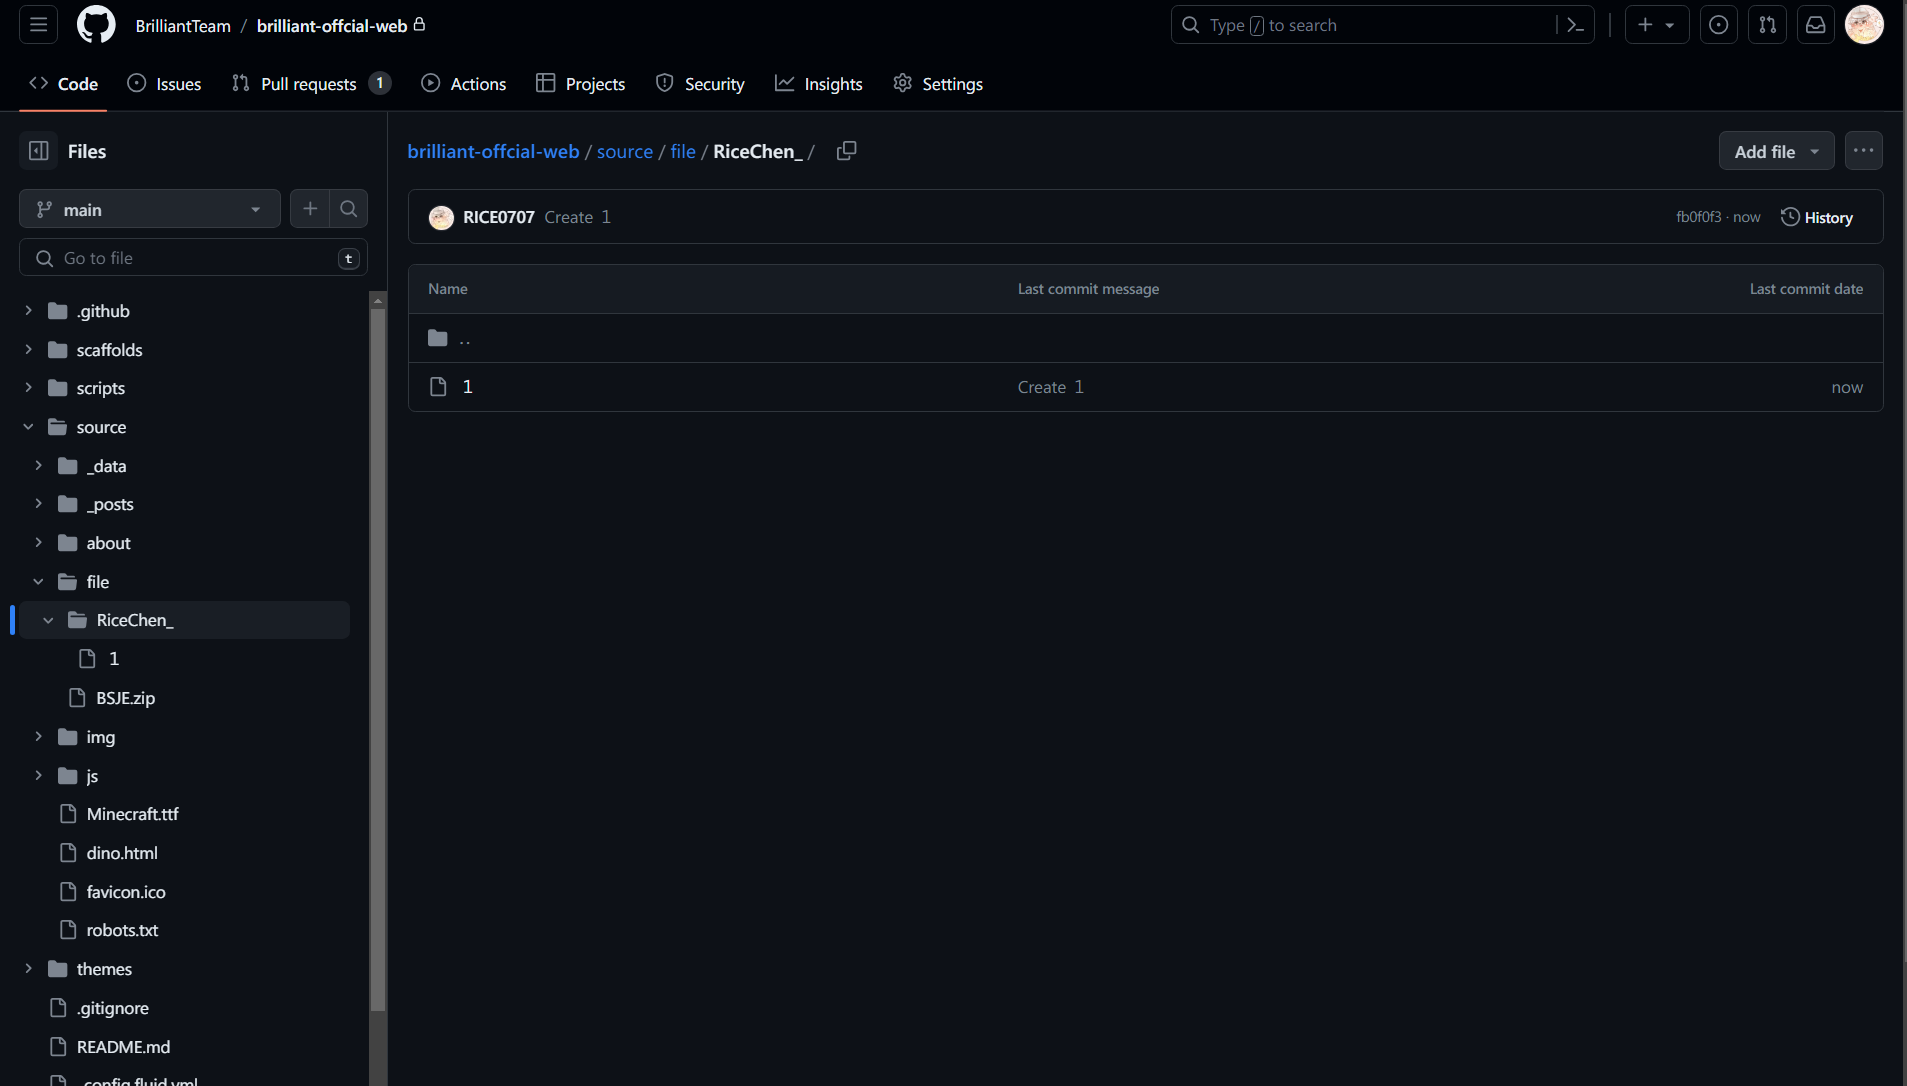 BrilliantTeam / brilliant-offcial-web
Type / to search
Code
Issues
Pull requests 1
Actions
Projects
Security
Insights
Settings
Files
main
Go to file t
.github
scaffolds
scripts
source
_data
_posts
about
file
RiceChen_
1
BSJE.zip
img
js
Minecraft.ttf
dino.html
favicon.ico
robots.txt
themes
.gitignore
README.md
_config.fluid.yml
brilliant-offcial-web / source / file / RiceChen_ /
Add file
RICE0707 Create 1
fb0f0f3 · now
History
Name Last commit message Last commit date
..
1 Create 1 now